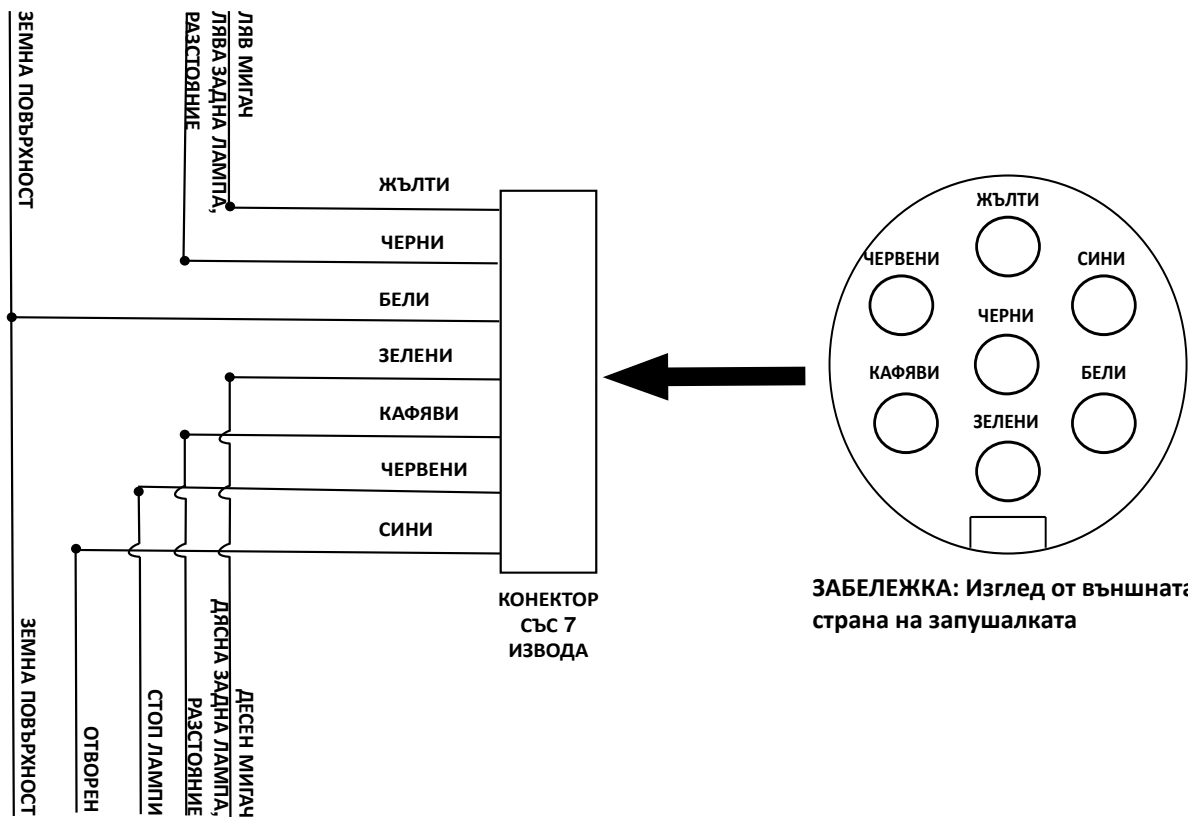 ЗЕМНА ПОВЪРХНОСТ
ЛЯВ МИГАЧ
ЛЯВА ЗАДНА ЛАМПА,
РАЗСТОЯНИЕ
ЖЪЛТИ
ЧЕРНИ
БЕЛИ
ЗЕЛЕНИ
КАФЯВИ
ЧЕРВЕНИ
СИНИ
КОНЕКТОР
СЪС 7
ИЗВОДА
ЗЕМНА ПОВЪРХНОСТ
ОТВОРЕН
СТОП ЛАМПИ
ДЕСЕН МИГАЧ
ДЯСНА ЗАДНА ЛАМПА,
РАЗСТОЯНИЕ
ЖЪЛТИ
ЧЕРВЕНИ
СИНИ
ЧЕРНИ
КАФЯВИ
БЕЛИ
ЗЕЛЕНИ
ЗАБЕЛЕЖКА: Изглед от външната
страна на запушалката